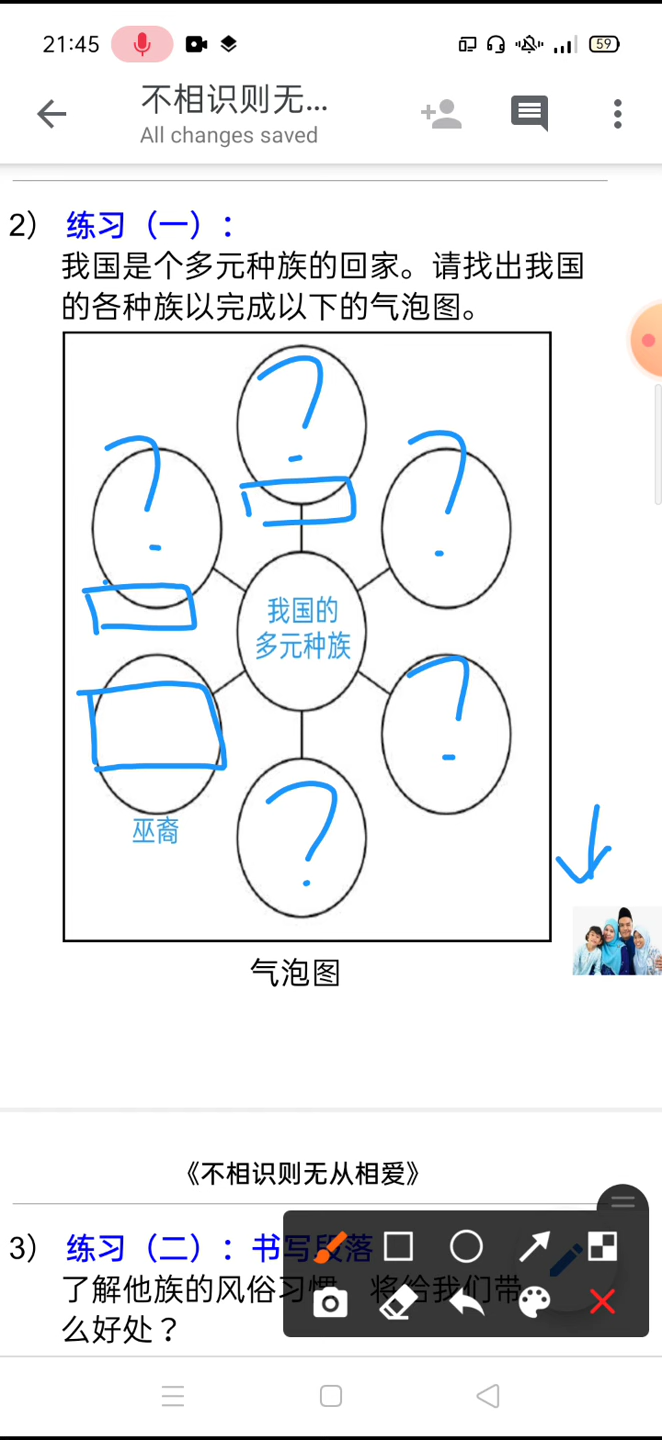 21:45
59
不相识则无...
All changes saved
2） 练习（一）：
我国是个多元种族的回家。请找出我国
的各种族以完成以下的气泡图。
?
?
?
我国的
多元种族
?
巫裔
?
气泡图
《不相识则无从相爱》
3） 练习（二）：书写段落
了解他族的风俗习惯，将给我们带
么好处？